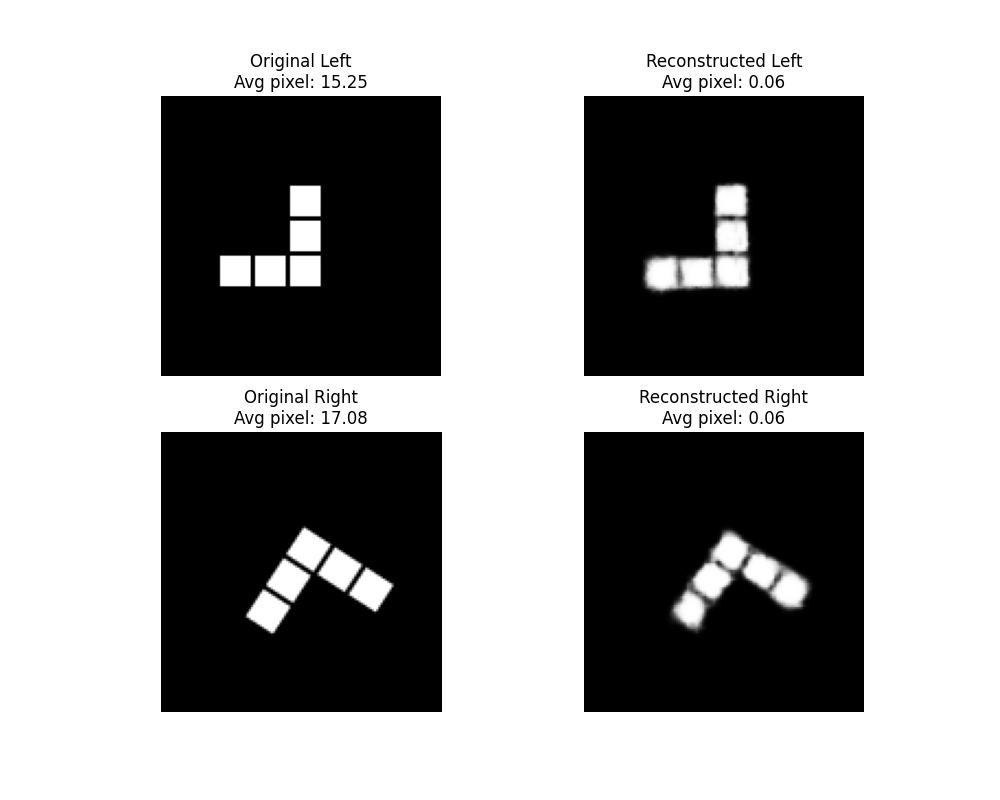 Original Left
Avg pixel: 15.25
Reconstructed Left
Avg pixel: 0.06
Original Right
Avg pixel: 17.08
Reconstructed Right
Avg pixel: 0.06